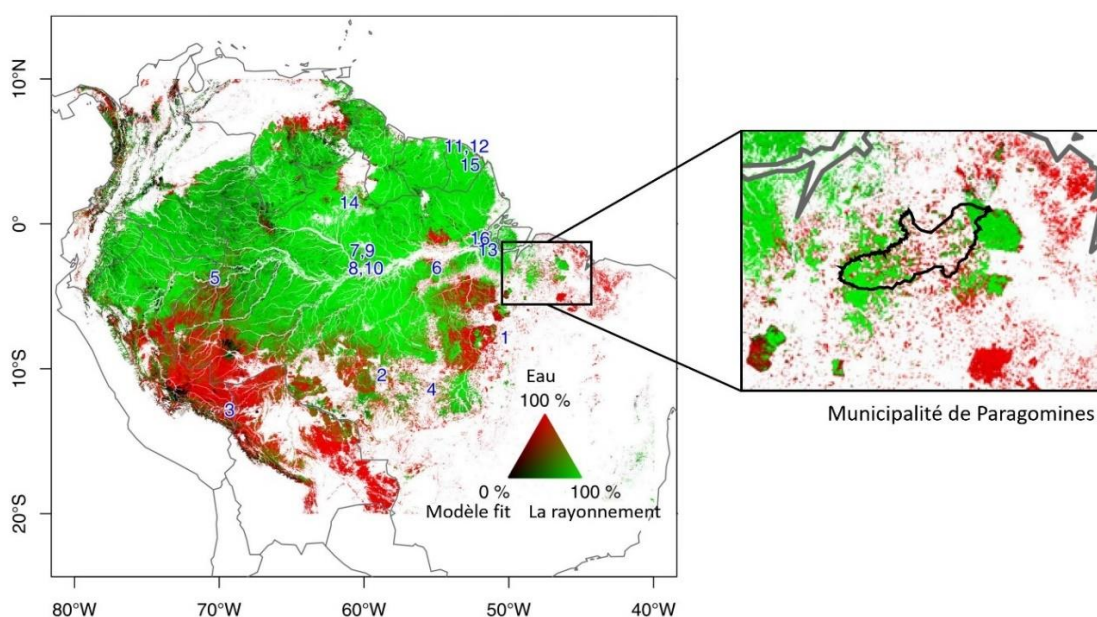 10°N
0°
10°S
20°S
80°W
70°W
60°W
50°W
40°W
11,12
15
14
16
7,9
13
8,10
6
5
1
2
4
3
Eau
100 %
0 %
100 %
Modèle fit
La rayonnement
Municipalité de Paragomines